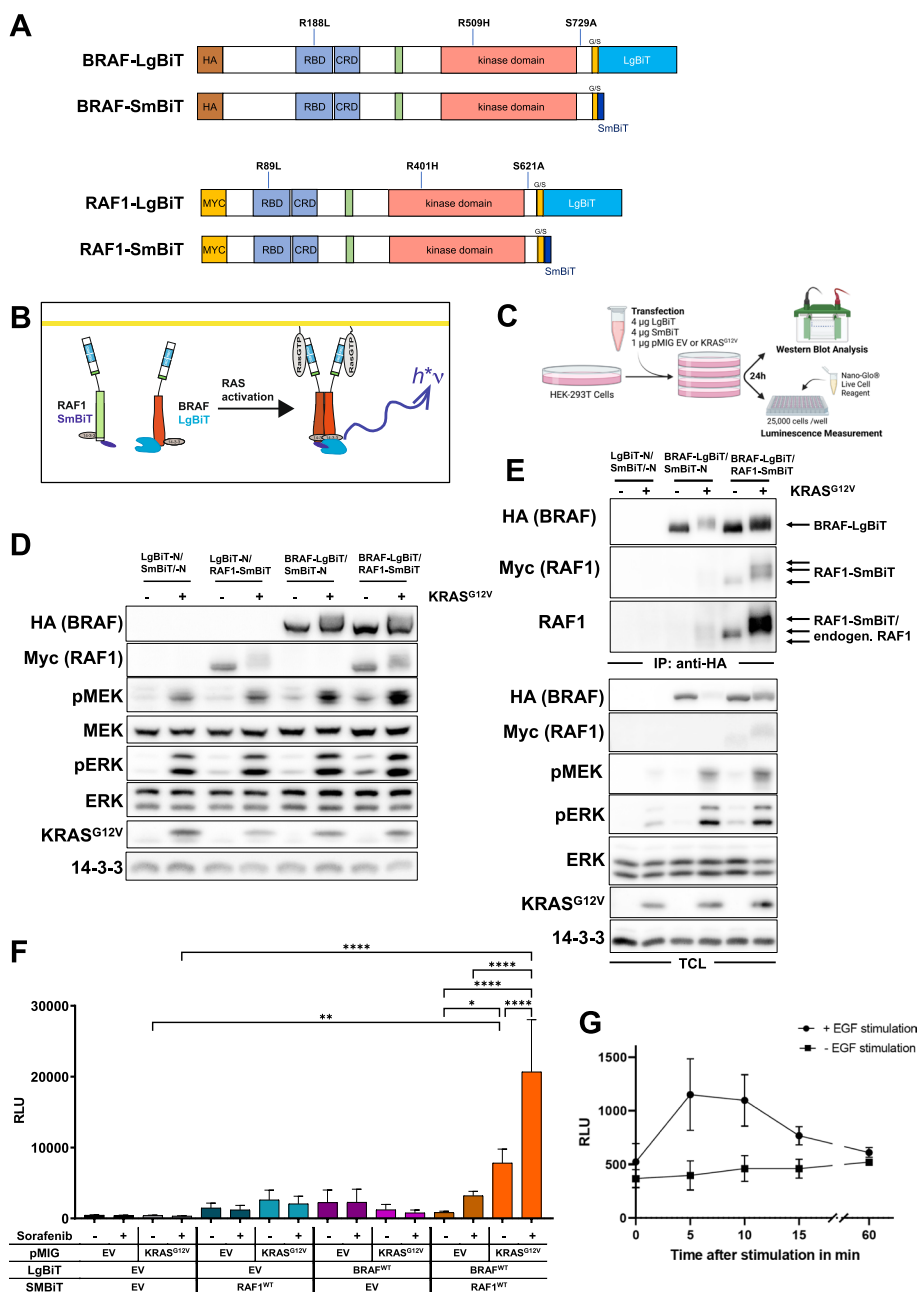 A
R188L
R509H
S729A
G/S
BRAF-LgBiT
HA
RBD
CRD
kinase domain
LgBiT
G/S
BRAF-SmBiT
HA
RBD
CRD
kinase domain
SmBiT
R89L
R401H
S621A
G/S
RAF1-LgBiT
MYC
RBD
CRD
kinase domain
LgBiT
G/S
RAF1-SmBiT
MYC
RBD
CRD
kinase domain
SmBiT
B
RasGTP
RasGTP
RAF1
SmBiT
BRAF
LgBiT
RAS
activation
h*ν
C
Transfection
4 µg LgBiT
4 µg SmBiT
1 µg pMIG EV or KRASG12V
HEK-293T Cells
24h
Western Blot Analysis
Nano-Glo®
Live Cell
Reagent
25,000 cells /well
Luminescence Measurement
D
LgBiT-N/
SmBiT/-N
LgBiT-N/
RAF1-SmBiT
BRAF-LgBiT/
SmBiT-N
BRAF-LgBiT/
RAF1-SmBiT
- + - + - + - + KRASG12V
HA (BRAF)
Myc (RAF1)
pMEK
MEK
pERK
ERK
KRASG12V
14-3-3
E
LgBiT-N/
SmBiT/-N
BRAF-LgBiT/
SmBiT-N
BRAF-LgBiT/
RAF1-SmBiT
- + - + - + KRASG12V
HA (BRAF)
BRAF-LgBiT
Myc (RAF1)
RAF1-SmBiT
RAF1
RAF1-SmBiT/
endogen. RAF1
IP: anti-HA
HA (BRAF)
Myc (RAF1)
pMEK
pERK
ERK
KRASG12V
14-3-3
TCL
F
****
****
****
* ****
**
30000
20000
10000
0
RLU
Sorafenib - + - + - + - + - + - + - + - +
pMIG EV KRASG12V EV KRASG12V EV KRASG12V EV KRASG12V
LgBiT EV EV BRAFWT BRAFWT
SMBiT EV RAF1WT EV RAF1WT
G
+ EGF stimulation
- EGF stimulation
1500
1000
500
0
RLU
0 5 10 15 60
Time after stimulation in min